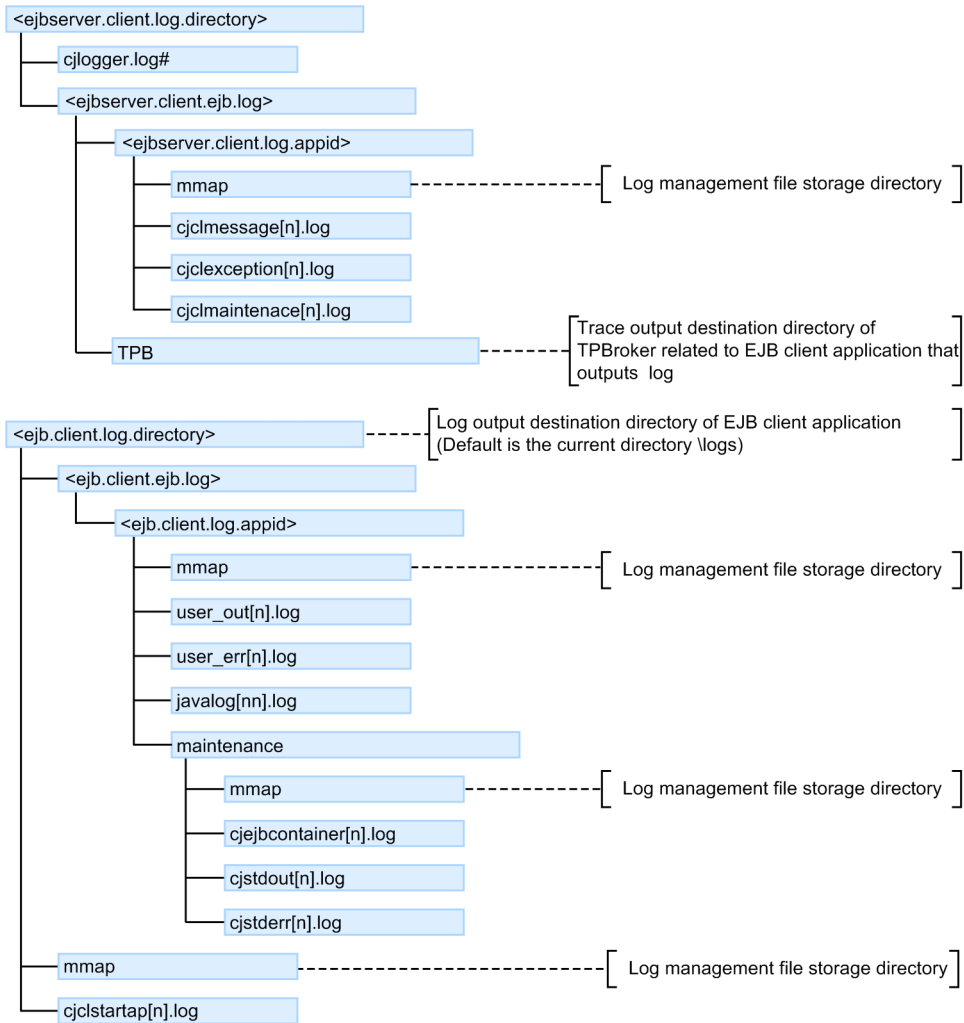 <ejbserver.client.log.directory>
cjlogger.log#
<ejbserver.client.ejb.log>
<ejbserver.client.log.appid>
mmap
Log management file storage directory
cjclmessage[n].log
cjclexception[n].log
cjclmaintenace[n].log
TPB
Trace output destination directory of
TPBroker related to EJB client application that
outputs log
<ejb.client.log.directory>
Log output destination directory of EJB client application
(Default is the current directory \logs)
<ejb.client.ejb.log>
<ejb.client.log.appid>
mmap
Log management file storage directory
user_out[n].log
user_err[n].log
javalog[nn].log
maintenance
mmap
Log management file storage directory
cjejbcontainer[n].log
cjstdout[n].log
cjstderr[n].log
mmap
Log management file storage directory
cjclstartap[n].log